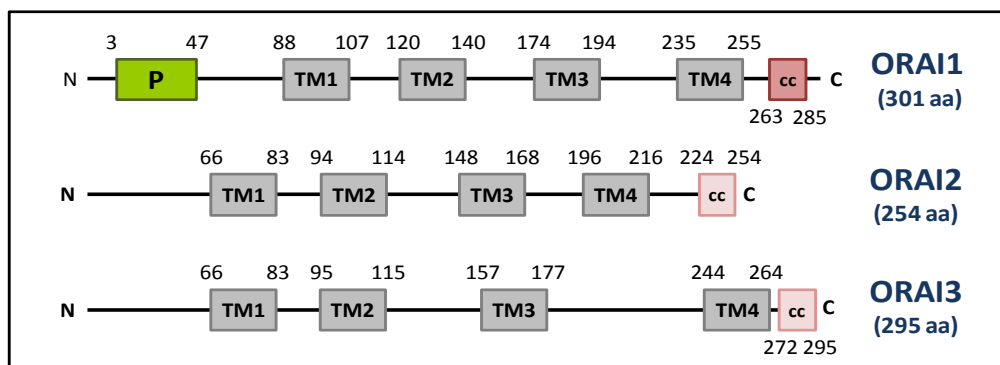 3 47 88 107 120 140 174 194 235 255
N P TM1 TM2 TM3 TM4 cc C ORAI1
263 285 (301 aa)
66 83 94 114 148 168 196 216 224 254
N TM1 TM2 TM3 TM4 cc C ORAI2
(254 aa)
66 83 95 115 157 177 244 264
N TM1 TM2 TM3 TM4 cc C ORAI3
272 295 (295 aa)